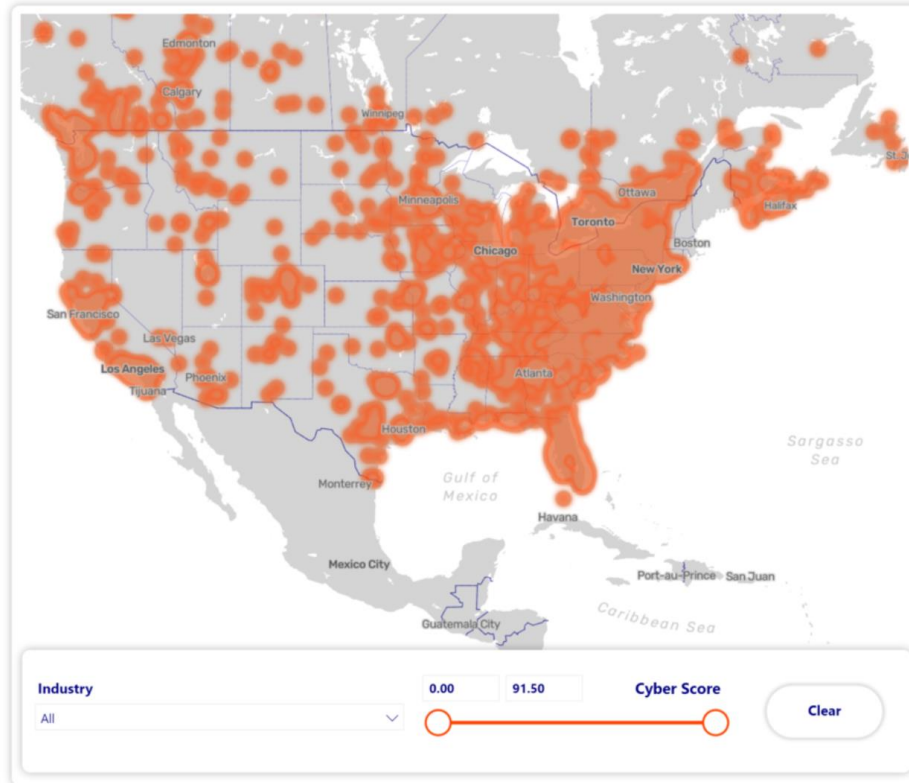 Edmonton
Calgary
Winnipeg
St. J
Ottawa
Minneapolis
Halifax
Toronto
Boston
Chicago
New York
Washington
San Francisco
Las Vegas
Los Angeles
Phoenix
Atlanta
Tijuana
Houston
Sargasso
Sea
Gulf of
Mexico
Monterrey
Havana
Mexico City
Port-au-Prince
San Juan
Caribbean Sea
Guatemala City
Industry
0.00
91.50
Cyber Score
All
Clear